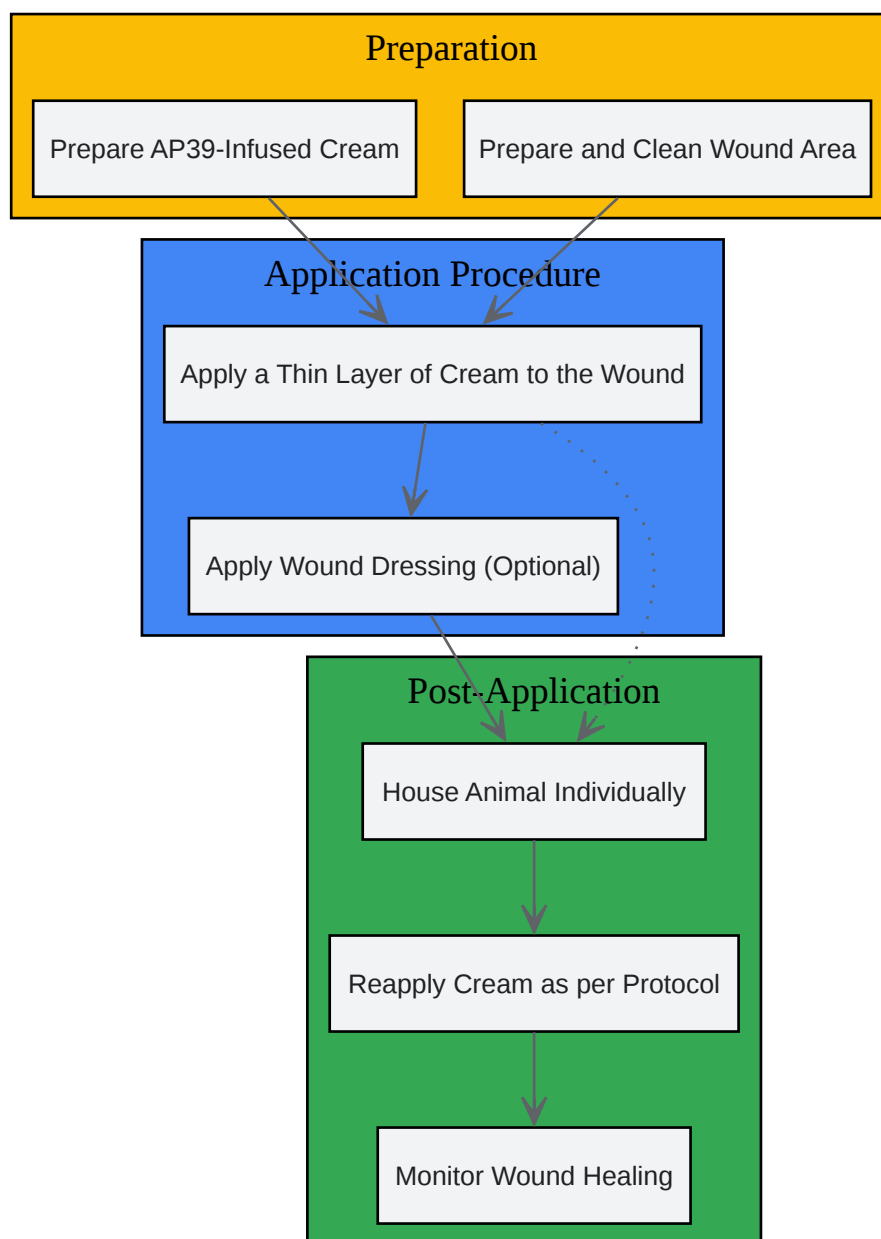 Preparation
Prepare AP39-Infused Cream
Prepare and Clean Wound Area
Application Procedure
Apply a Thin Layer of Cream to the Wound
Apply Wound Dressing (Optional)
Post-Application
House Animal Individually
Reapply Cream as per Protocol
Monitor Wound Healing